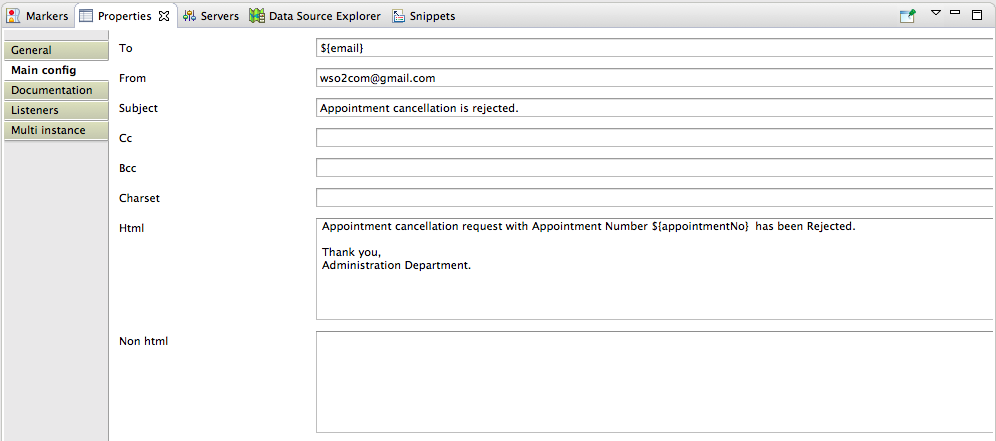 Markers Properties Servers Data Source Explorer Snippets
General
Main config
Documentation
Listeners
Multi instance
To ${email}
From wso2com@gmail.com
Subject Appointment cancellation is rejected.
Cc
Bcc
Charset
Html Appointment cancellation request with Appointment Number ${appointmentNo}  has been Rejected.
Thank you,
Administration Department.
Non html